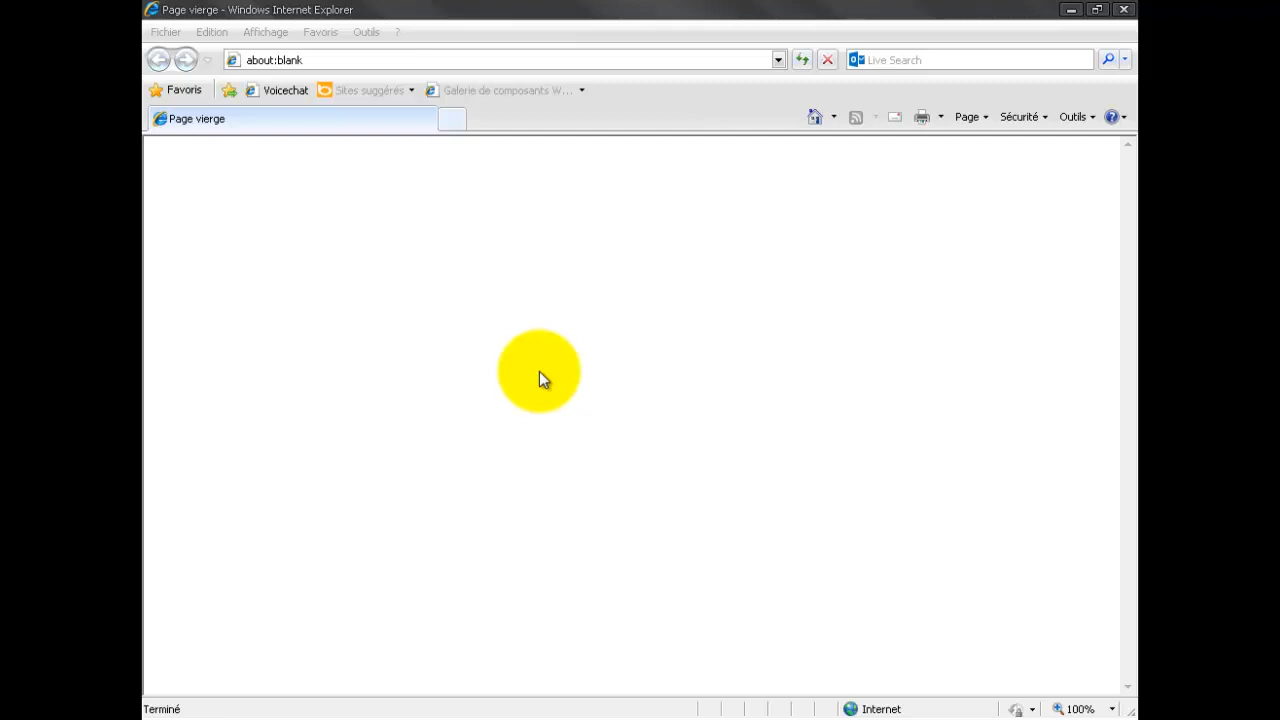 Page vierge - Windows Internet Explorer
Fichier Edition Affichage Favoris Outils ?
about:blank Live Search
Favoris Voicechat Sites suggérés Galerie de composants W...
Page vierge Page Sécurité Outils
Terminé Internet 100%